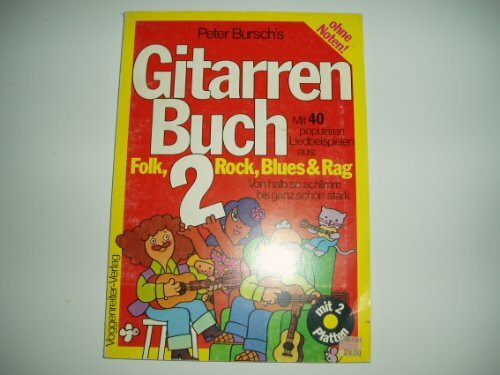 Peter Bursch's
ohne
Noten!
Gitarren
Buch
2
Mit 40
populären
Liedbeispielen
aus:
Folk, Rock, Blues & Rag
Von halb so schlimm
bis ganz schön stark
Voggenreiter-Verlag
mit 2
Platten